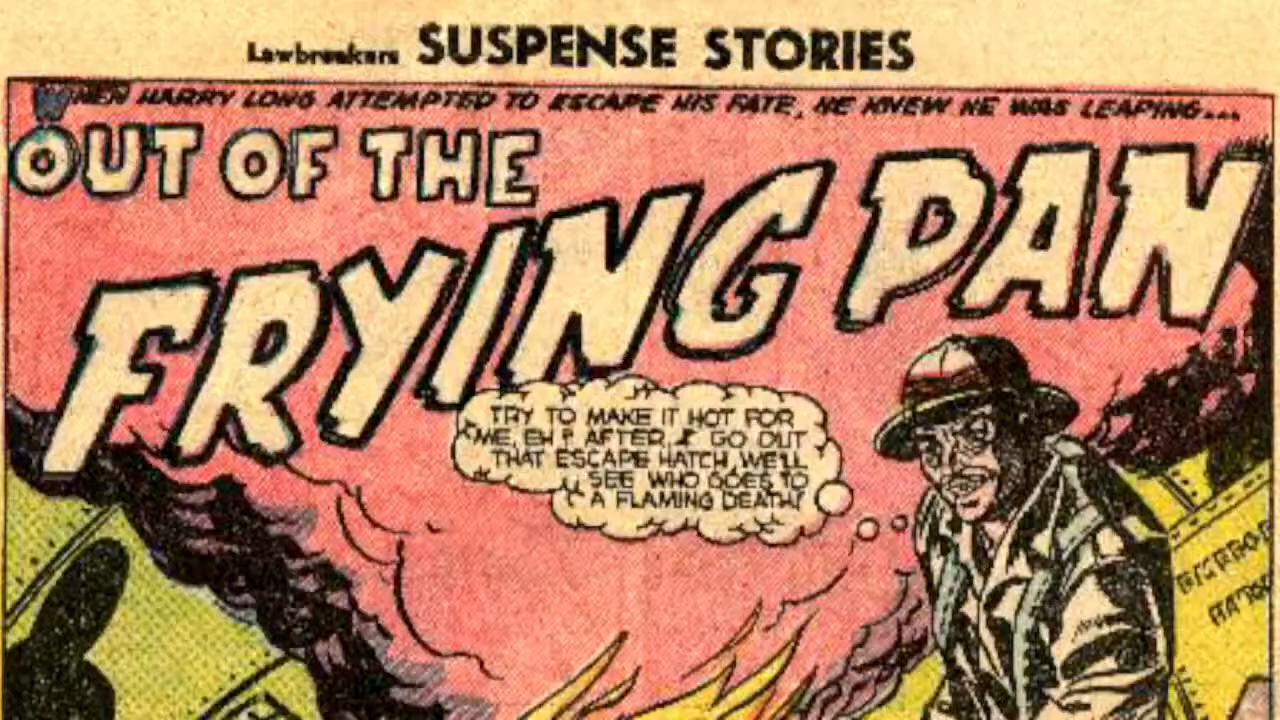 Lawbreakers SUSPENSE STORIES
WHEN HARRY LONG ATTEMPTED TO ESCAPE HIS FATE, HE KNEW HE WAS LEAPING...
OUT OF THE
FRYING PAN
TRY TO MAKE IT HOT FOR
ME, EH? AFTER I GO OUT
THAT ESCAPE HATCH, WE'LL
SEE WHO GOES TO
A FLAMING DEATH!